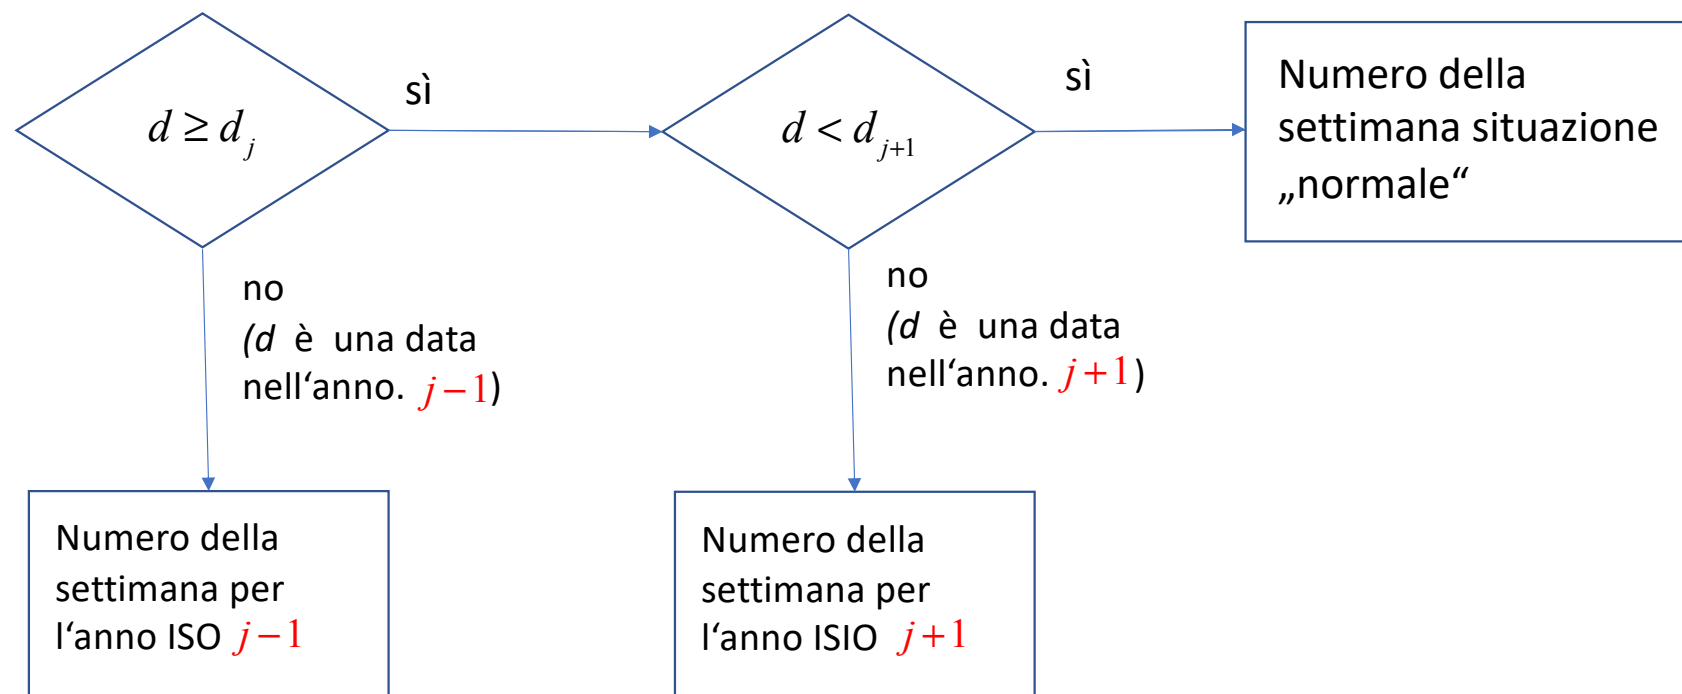 d ≥ d_j
sì
d < d_{j+1}
sì
Numero della
settimana situazione
„normale“
no
(d è una data
nell‘anno. j−1)
no
(d è una data
nell‘anno. j+1)
Numero della
settimana per
l‘anno ISO j−1
Numero della
settimana per
l‘anno ISIO j+1